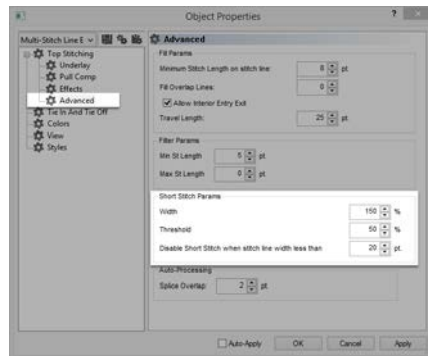 Object Properties
?
Multi-Stitch Line E
Top Stitching
Underlay
Pull Comp
Effects
Advanced
Tie In And Tie Off
Colors
View
Styles
Advanced
Fill Params
Minimum Stitch Length on stitch line: 8 pt
Fill Overlap Lines: 0
Allow Interior Entry Exit
Travel Length: 25 pt
Filter Params
Min St Length 5 pt
Max St Length 0 pt
Short Stitch Params
Width 150 %
Threshold 50 %
Disable Short Stitch when stitch line width less than 20 pt.
Auto-Processing
Splice Overlap: 2 pt
Auto-Apply OK Cancel Apply